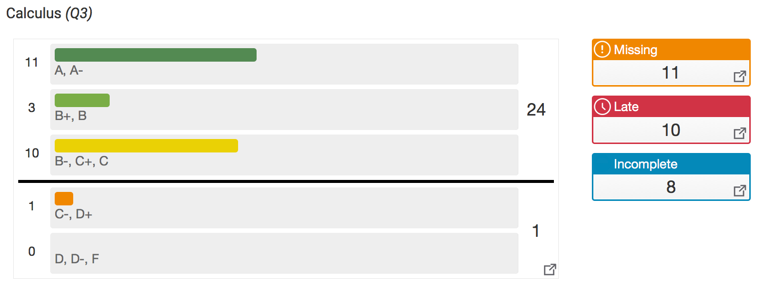 Calculus (Q3)
11
A, A-
3
B+, B
24
10
B-, C+, C
1
C-, D+
1
0
D, D-, F
Missing
11
Late
10
Incomplete
8